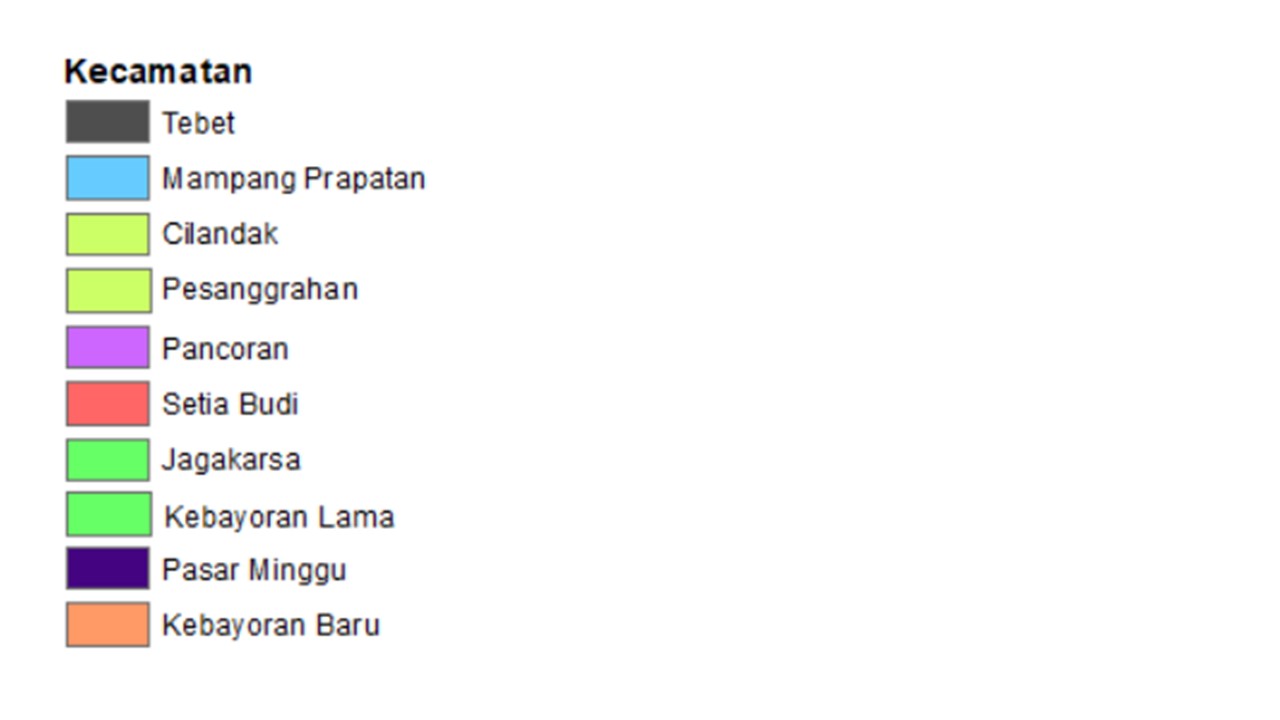 Kecamatan
Tebet
Mampang Prapatan
Cilandak
Pesanggrahan
Pancoran
Setia Budi
Jagakarsa
Kebayoran Lama
Pasar Minggu
Kebayoran Baru